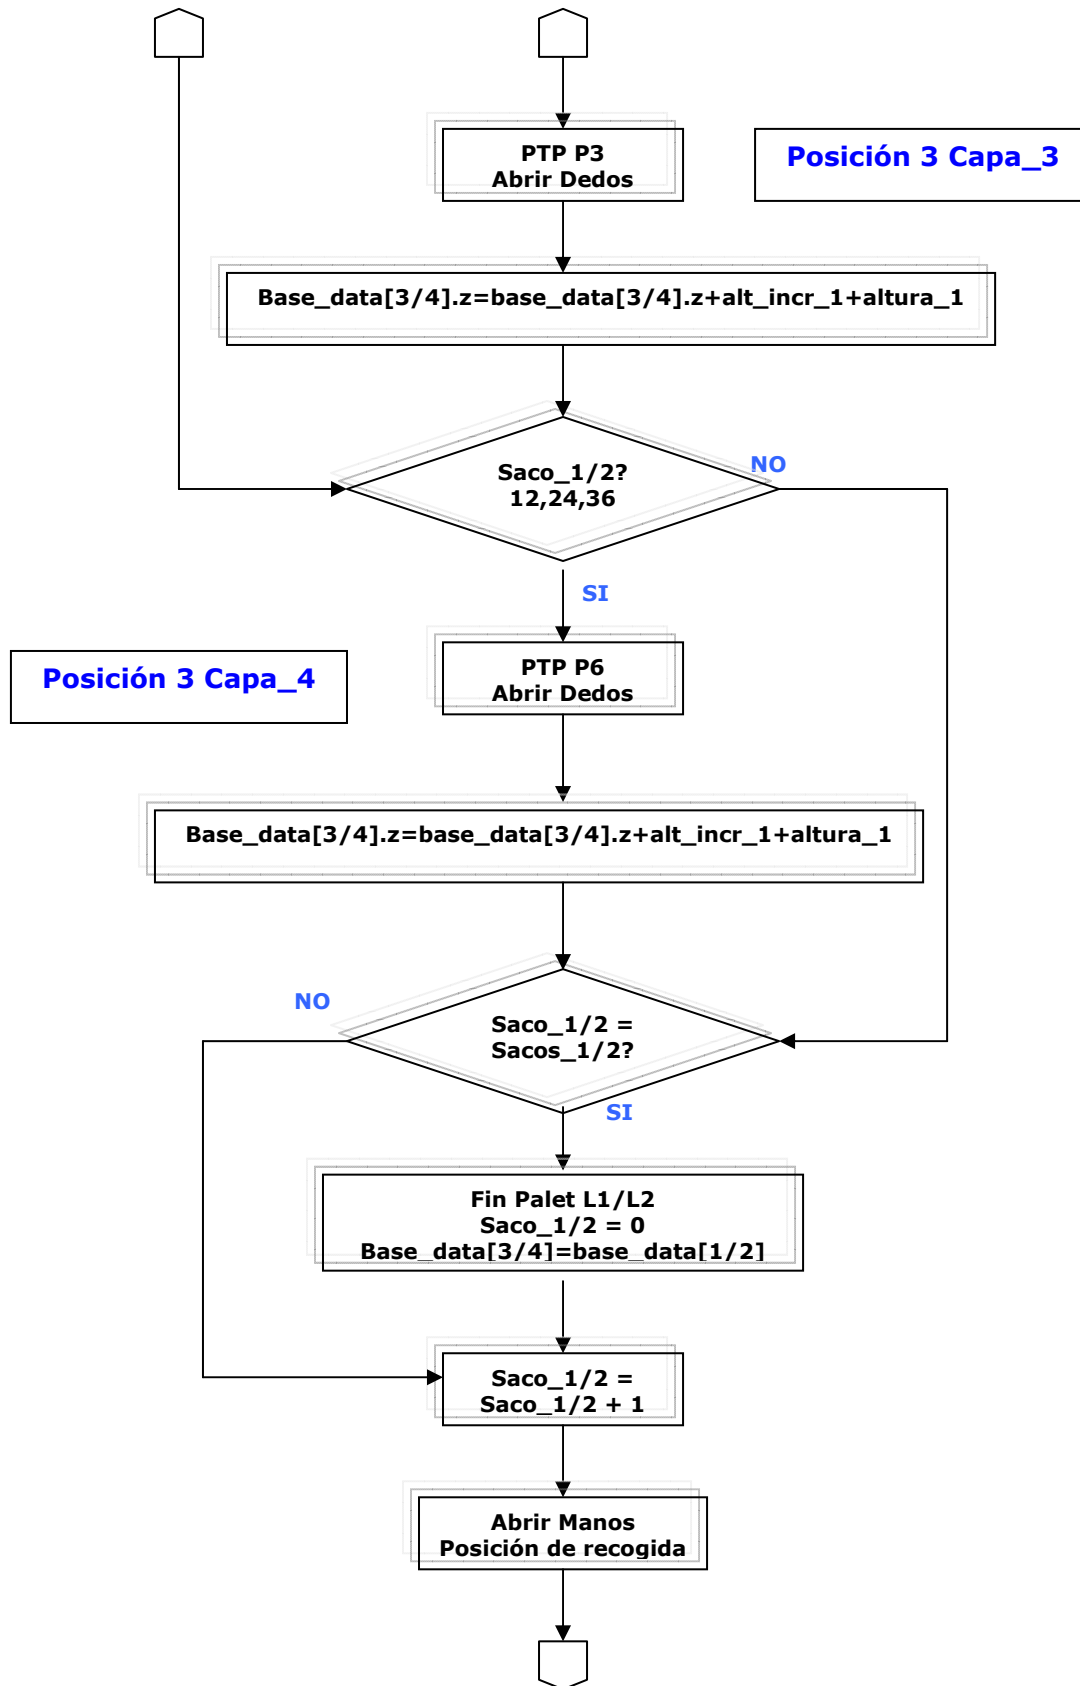 PTP P3
Abrir Dedos
Posición 3 Capa_3
Base_data[3/4].z=base_data[3/4].z+alt_incr_1+altura_1
Saco_1/2?
12,24,36
NO
SI
PTP P6
Abrir Dedos
Posición 3 Capa_4
Base_data[3/4].z=base_data[3/4].z+alt_incr_1+altura_1
NO
Saco_1/2 =
Sacos_1/2?
SI
Fin Palet L1/L2
Saco_1/2 = 0
Base_data[3/4]=base_data[1/2]
Saco_1/2 =
Saco_1/2 + 1
Abrir Manos
Posición de recogida